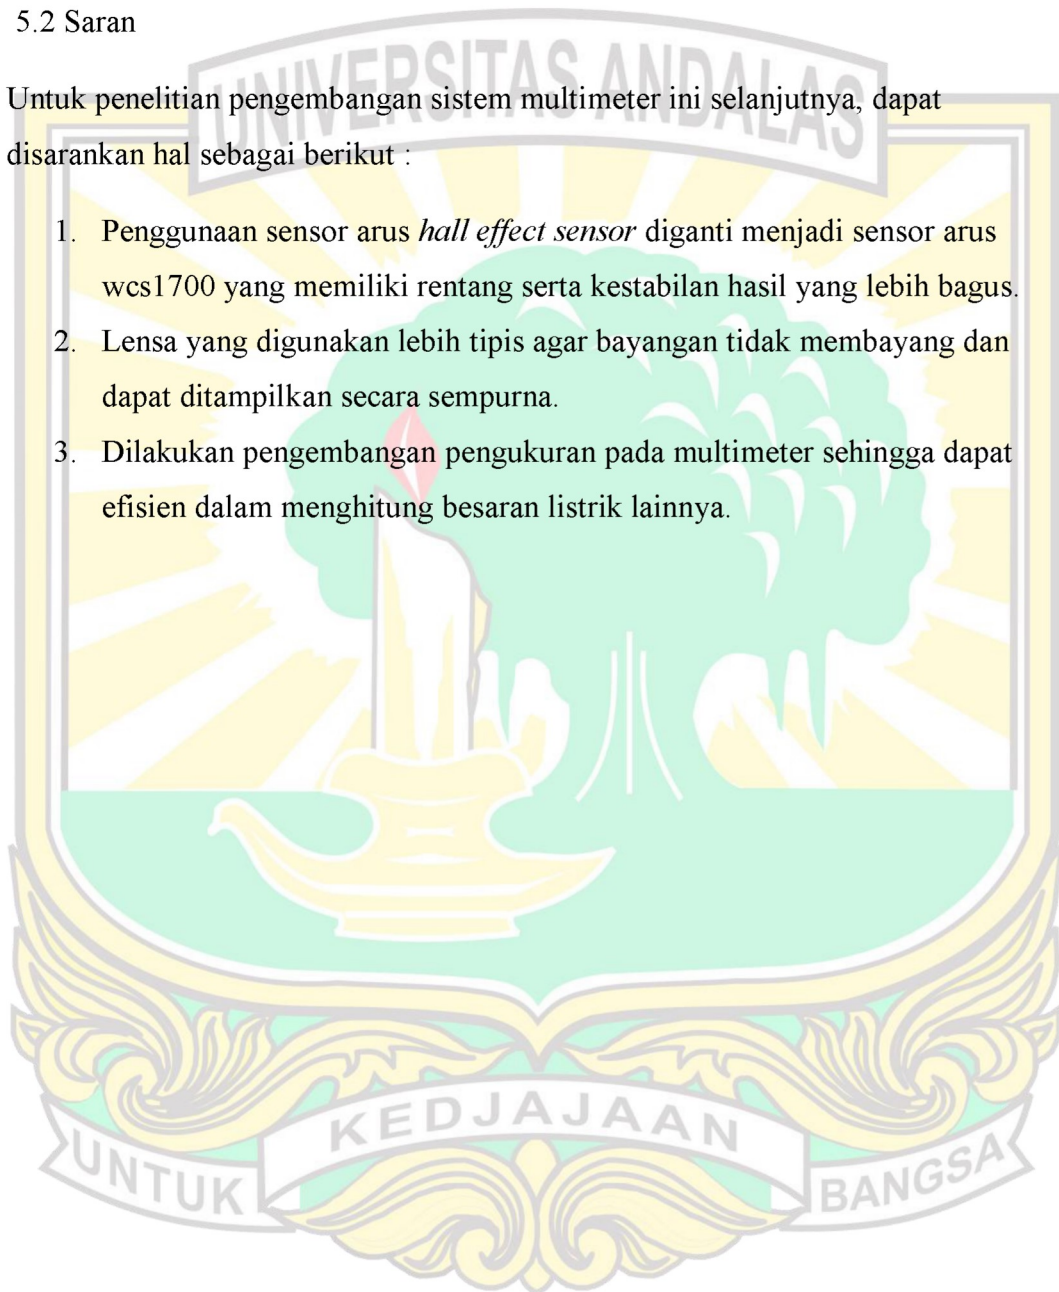 5.2 Saran
UNIVERSITAS ANDALAS
Untuk penelitian pengembangan sistem multimeter ini selanjutnya, dapat
disarankan hal sebagai berikut :
1. Penggunaan sensor arus hall effect sensor diganti menjadi sensor arus
wcs1700 yang memiliki rentang serta kestabilan hasil yang lebih bagus.
2. Lensa yang digunakan lebih tipis agar bayangan tidak membayang dan
dapat ditampilkan secara sempurna.
3. Dilakukan pengembangan pengukuran pada multimeter sehingga dapat
efisien dalam menghitung besaran listrik lainnya.
UNTUK KEDJAJAAN BANGSA